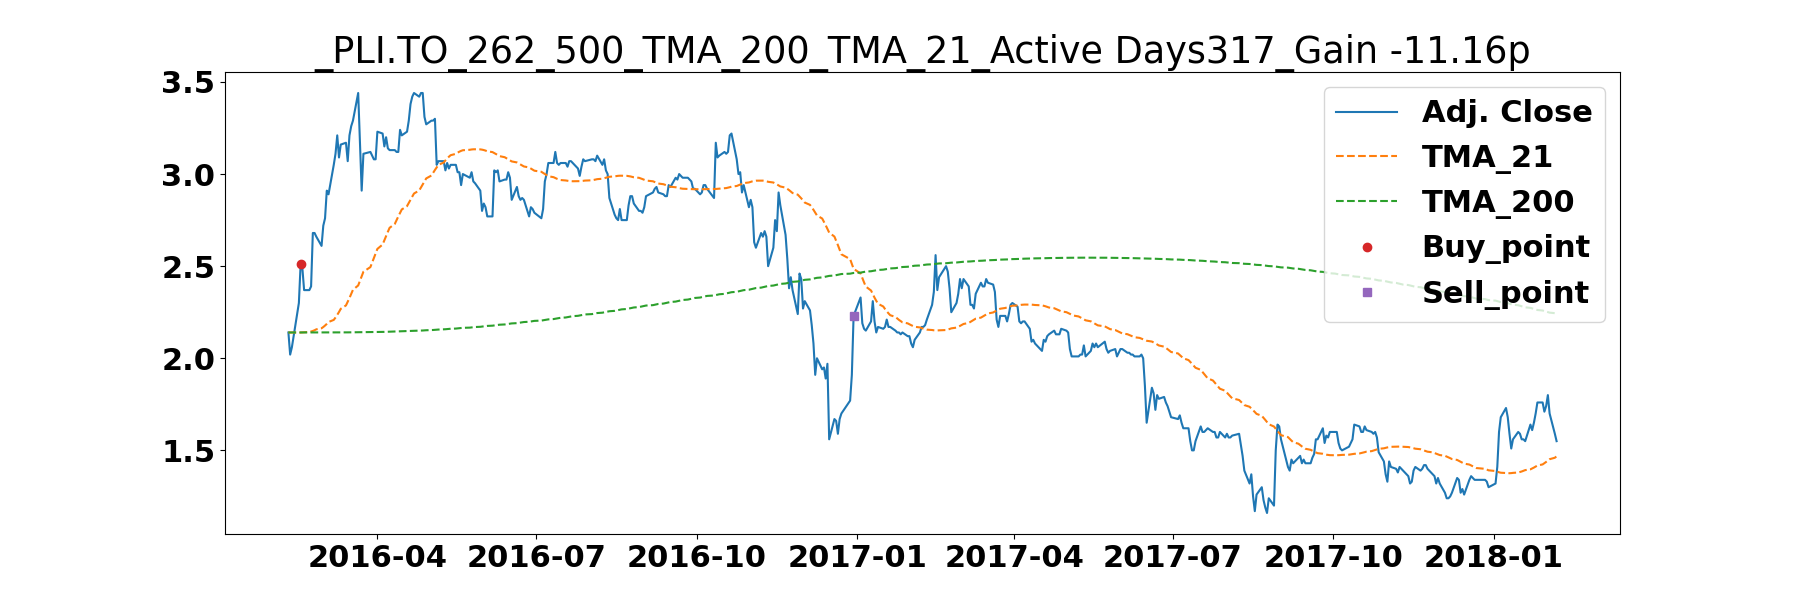 _PLI.TO_262_500_TMA_200_TMA_21_Active Days317_Gain -11.16p
3.5
3.0
2.5
2.0
1.5
Adj. Close
TMA_21
TMA_200
Buy_point
Sell_point
2016-04 2016-07 2016-10 2017-01 2017-04 2017-07 2017-10 2018-01